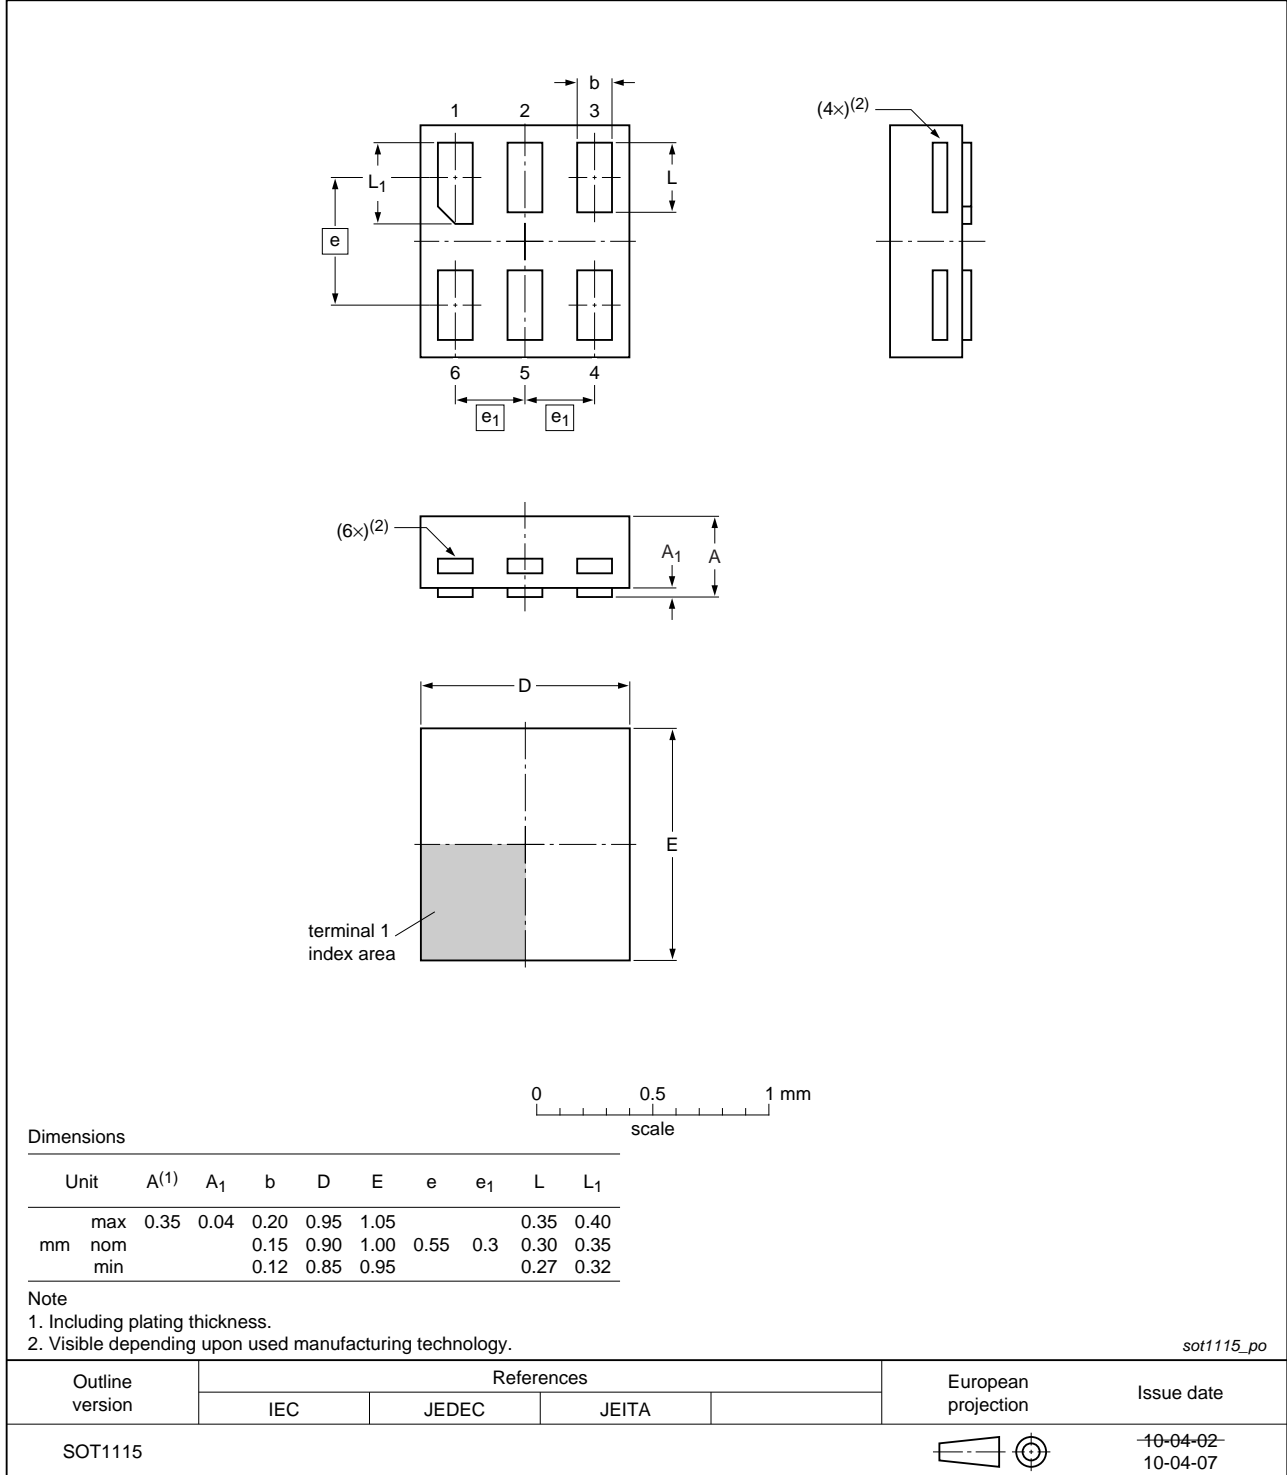 b
1 2 3
(4×)(2)
L1
L
e
6 5 4
e1 e1
(6×)(2)
A1 A
D
E
terminal 1
index area
0 0.5 1 mm
scale
Dimensions
Unit A(1) A1 b D E e e1 L L1
max 0.35 0.04 0.20 0.95 1.05 0.35 0.40
mm nom 0.15 0.90 1.00 0.55 0.3 0.30 0.35
min 0.12 0.85 0.95 0.27 0.32
Note
1. Including plating thickness.
2. Visible depending upon used manufacturing technology.
sot1115_po
Outline
version
References
IEC JEDEC JEITA
European
projection
Issue date
SOT1115
10-04-02
10-04-07